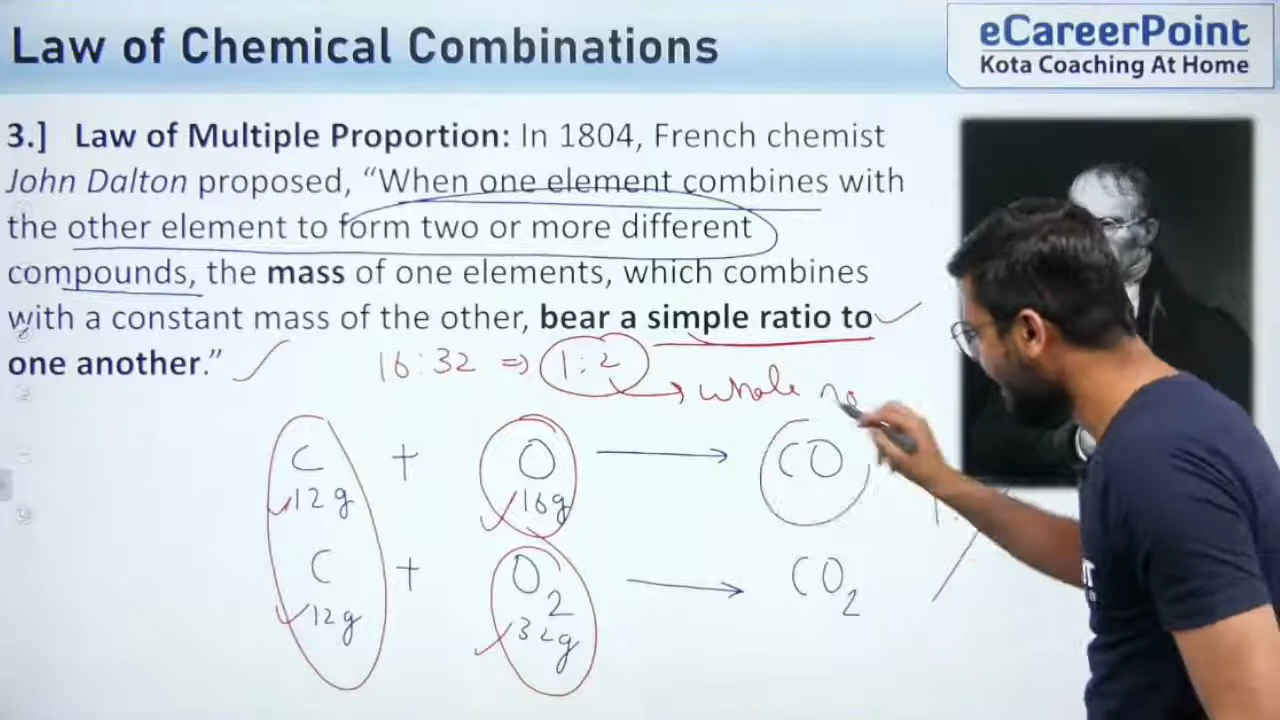 Law of Chemical Combinations
eCareerPoint
Kota Coaching At Home
3.] Law of Multiple Proportion: In 1804, French chemist
John Dalton proposed, “When one element combines with
the other element to form two or more different
compounds, the mass of one elements, which combines
with a constant mass of the other, bear a simple ratio to
one another.”
16:32 ⇒ 1:2 → whole no
C + O → CO
12g 16g
C + O₂ → CO₂
12g 32g